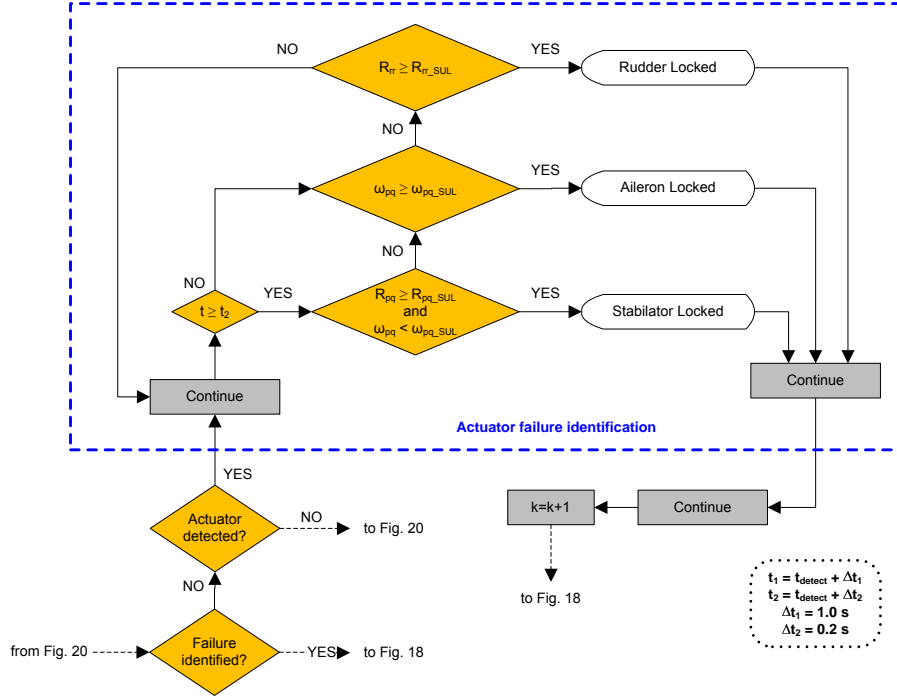 NO
R_rr ≥ R_rr_SUL
YES
Rudder Locked
NO
ω_pq ≥ ω_pq_SUL
YES
Aileron Locked
NO
NO
t ≥ t_2
YES
R_pq ≥ R_pq_SUL
and
ω_pq < ω_pq_SUL
YES
Stabilator Locked
Continue
Continue
Actuator failure identification
YES
Actuator
detected?
NO
to Fig. 20
k=k+1
Continue
NO
to Fig. 18
t_1 = t_detect + Δt_1
t_2 = t_detect + Δt_2
Δt_1 = 1.0 s
Δt_2 = 0.2 s
from Fig. 20
Failure
identified?
YES
to Fig. 18